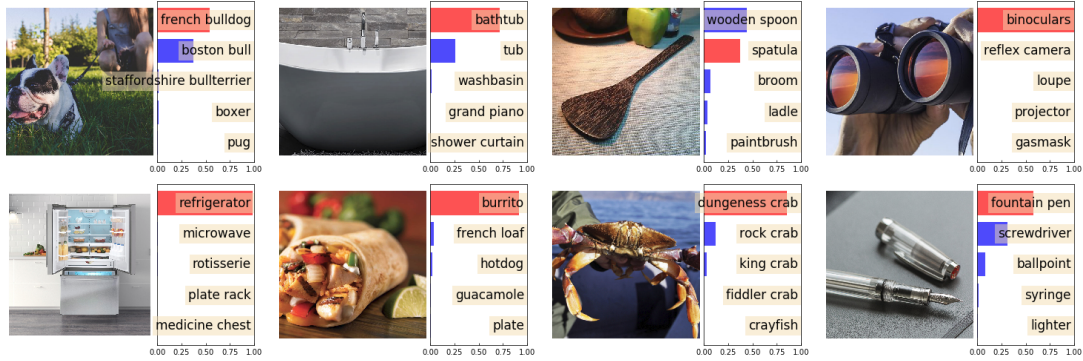 french bulldog
boston bull
staffordshire bullterrier
boxer
pug
0.00 0.25 0.50 0.75 1.00
bathtub
tub
washbasin
grand piano
shower curtain
0.00 0.25 0.50 0.75 1.00
wooden spoon
spatula
broom
ladle
paintbrush
0.00 0.25 0.50 0.75 1.00
binoculars
reflex camera
loupe
projector
gasmask
0.00 0.25 0.50 0.75 1.00
refrigerator
microwave
rotisserie
plate rack
medicine chest
0.00 0.25 0.50 0.75 1.00
burrito
french loaf
hotdog
guacamole
plate
0.00 0.25 0.50 0.75 1.00
dungeness crab
rock crab
king crab
fiddler crab
crayfish
0.00 0.25 0.50 0.75 1.00
fountain pen
screwdriver
ballpoint
syringe
lighter
0.00 0.25 0.50 0.75 1.00